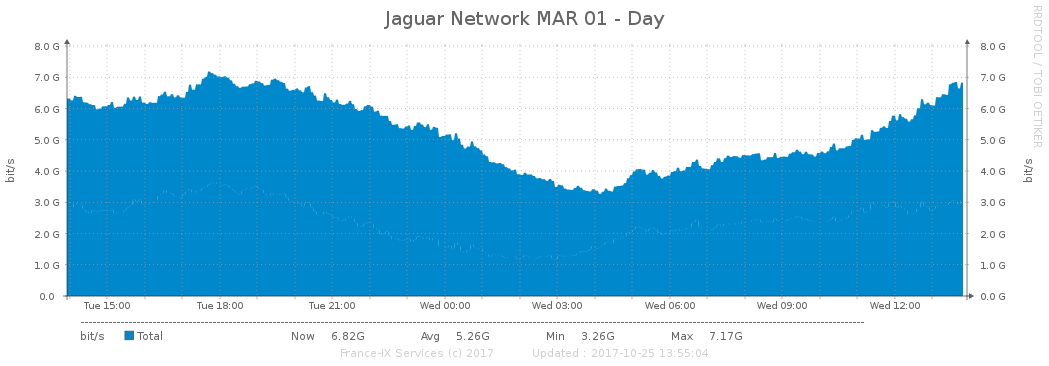 Jaguar Network MAR 01 - Day
RRDTOOL / TOBI OETIKER
bit/s
8.0 G
7.0 G
6.0 G
5.0 G
4.0 G
3.0 G
2.0 G
1.0 G
0.0
8.0 G
7.0 G
6.0 G
5.0 G
4.0 G
3.0 G
2.0 G
1.0 G
0.0 G
bit/s
Tue 15:00 Tue 18:00 Tue 21:00 Wed 00:00 Wed 03:00 Wed 06:00 Wed 09:00 Wed 12:00
bit/s Total Now 6.82G Avg 5.26G Min 3.26G Max 7.17G
France-IX Services (c) 2017 Updated : 2017-10-25 13:55:04